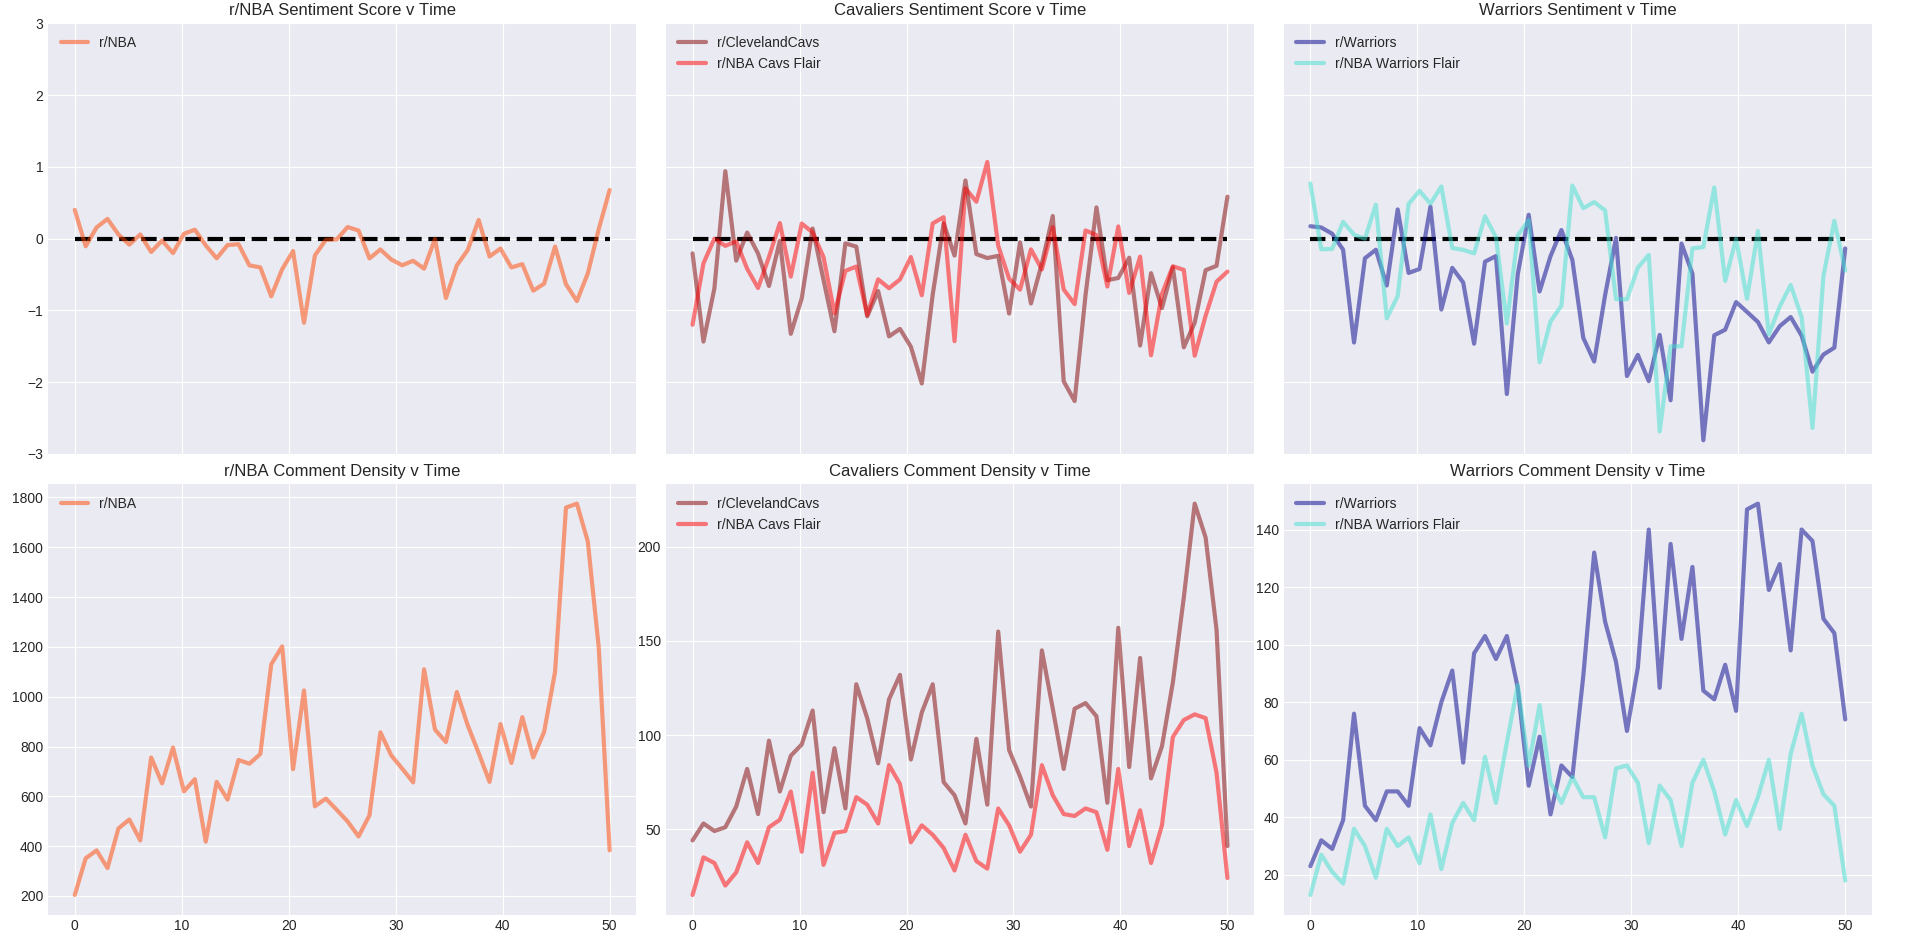 r/NBA Sentiment Score v Time
3
2
1
0
−1
−2
−3
r/NBA
Cavaliers Sentiment Score v Time
r/ClevelandCavs
r/NBA Cavs Flair
Warriors Sentiment v Time
r/Warriors
r/NBA Warriors Flair
r/NBA Comment Density v Time
1800
1600
1400
1200
1000
800
600
400
200
r/NBA
0 10 20 30 40 50
Cavaliers Comment Density v Time
200
150
100
50
r/ClevelandCavs
r/NBA Cavs Flair
0 10 20 30 40 50
Warriors Comment Density v Time
140
120
100
80
60
40
20
r/Warriors
r/NBA Warriors Flair
0 10 20 30 40 50